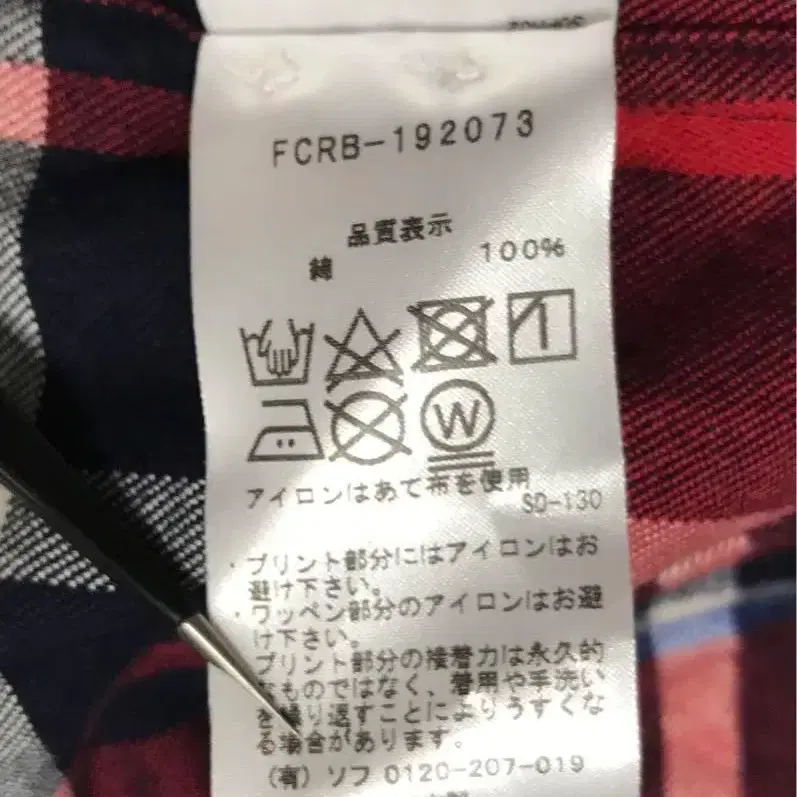 FCRB-192073
品質表示
綿 100%
W
アイロンはあて布を使用
SO-130
・プリント部分にはアイロンはお
避け下さい。
・ワッペン部分のアイロンはお避
け下さい。
プリント部分の接着力は永久的
なものではなく、着用や手洗い
を繰り返すことによりうすくな
る場合があります。
(有) ソフ 0120-207-019